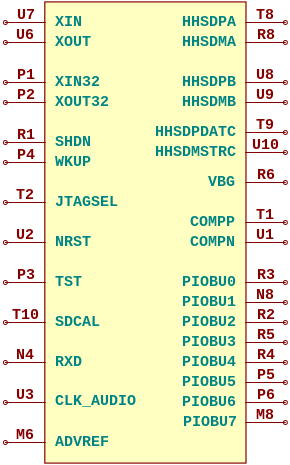 U7 XIN HHSDPA T8
U6 XOUT HHSDMA R8
P1 XIN32 HHSDPB U8
P2 XOUT32 HHSDMB U9
HHSDPDATC T9
R1 SHDN HHSDMSTRC U10
P4 WKUP
VBG R6
T2 JTAGSEL
COMPP T1
U2 NRST COMPN U1
P3 TST PIOBU0 R3
PIOBU1 N8
T10 SDCAL PIOBU2 R2
PIOBU3 R5
N4 RXD PIOBU4 R4
PIOBU5 P5
U3 CLK_AUDIO PIOBU6 P6
PIOBU7 M8
M6 ADVREF